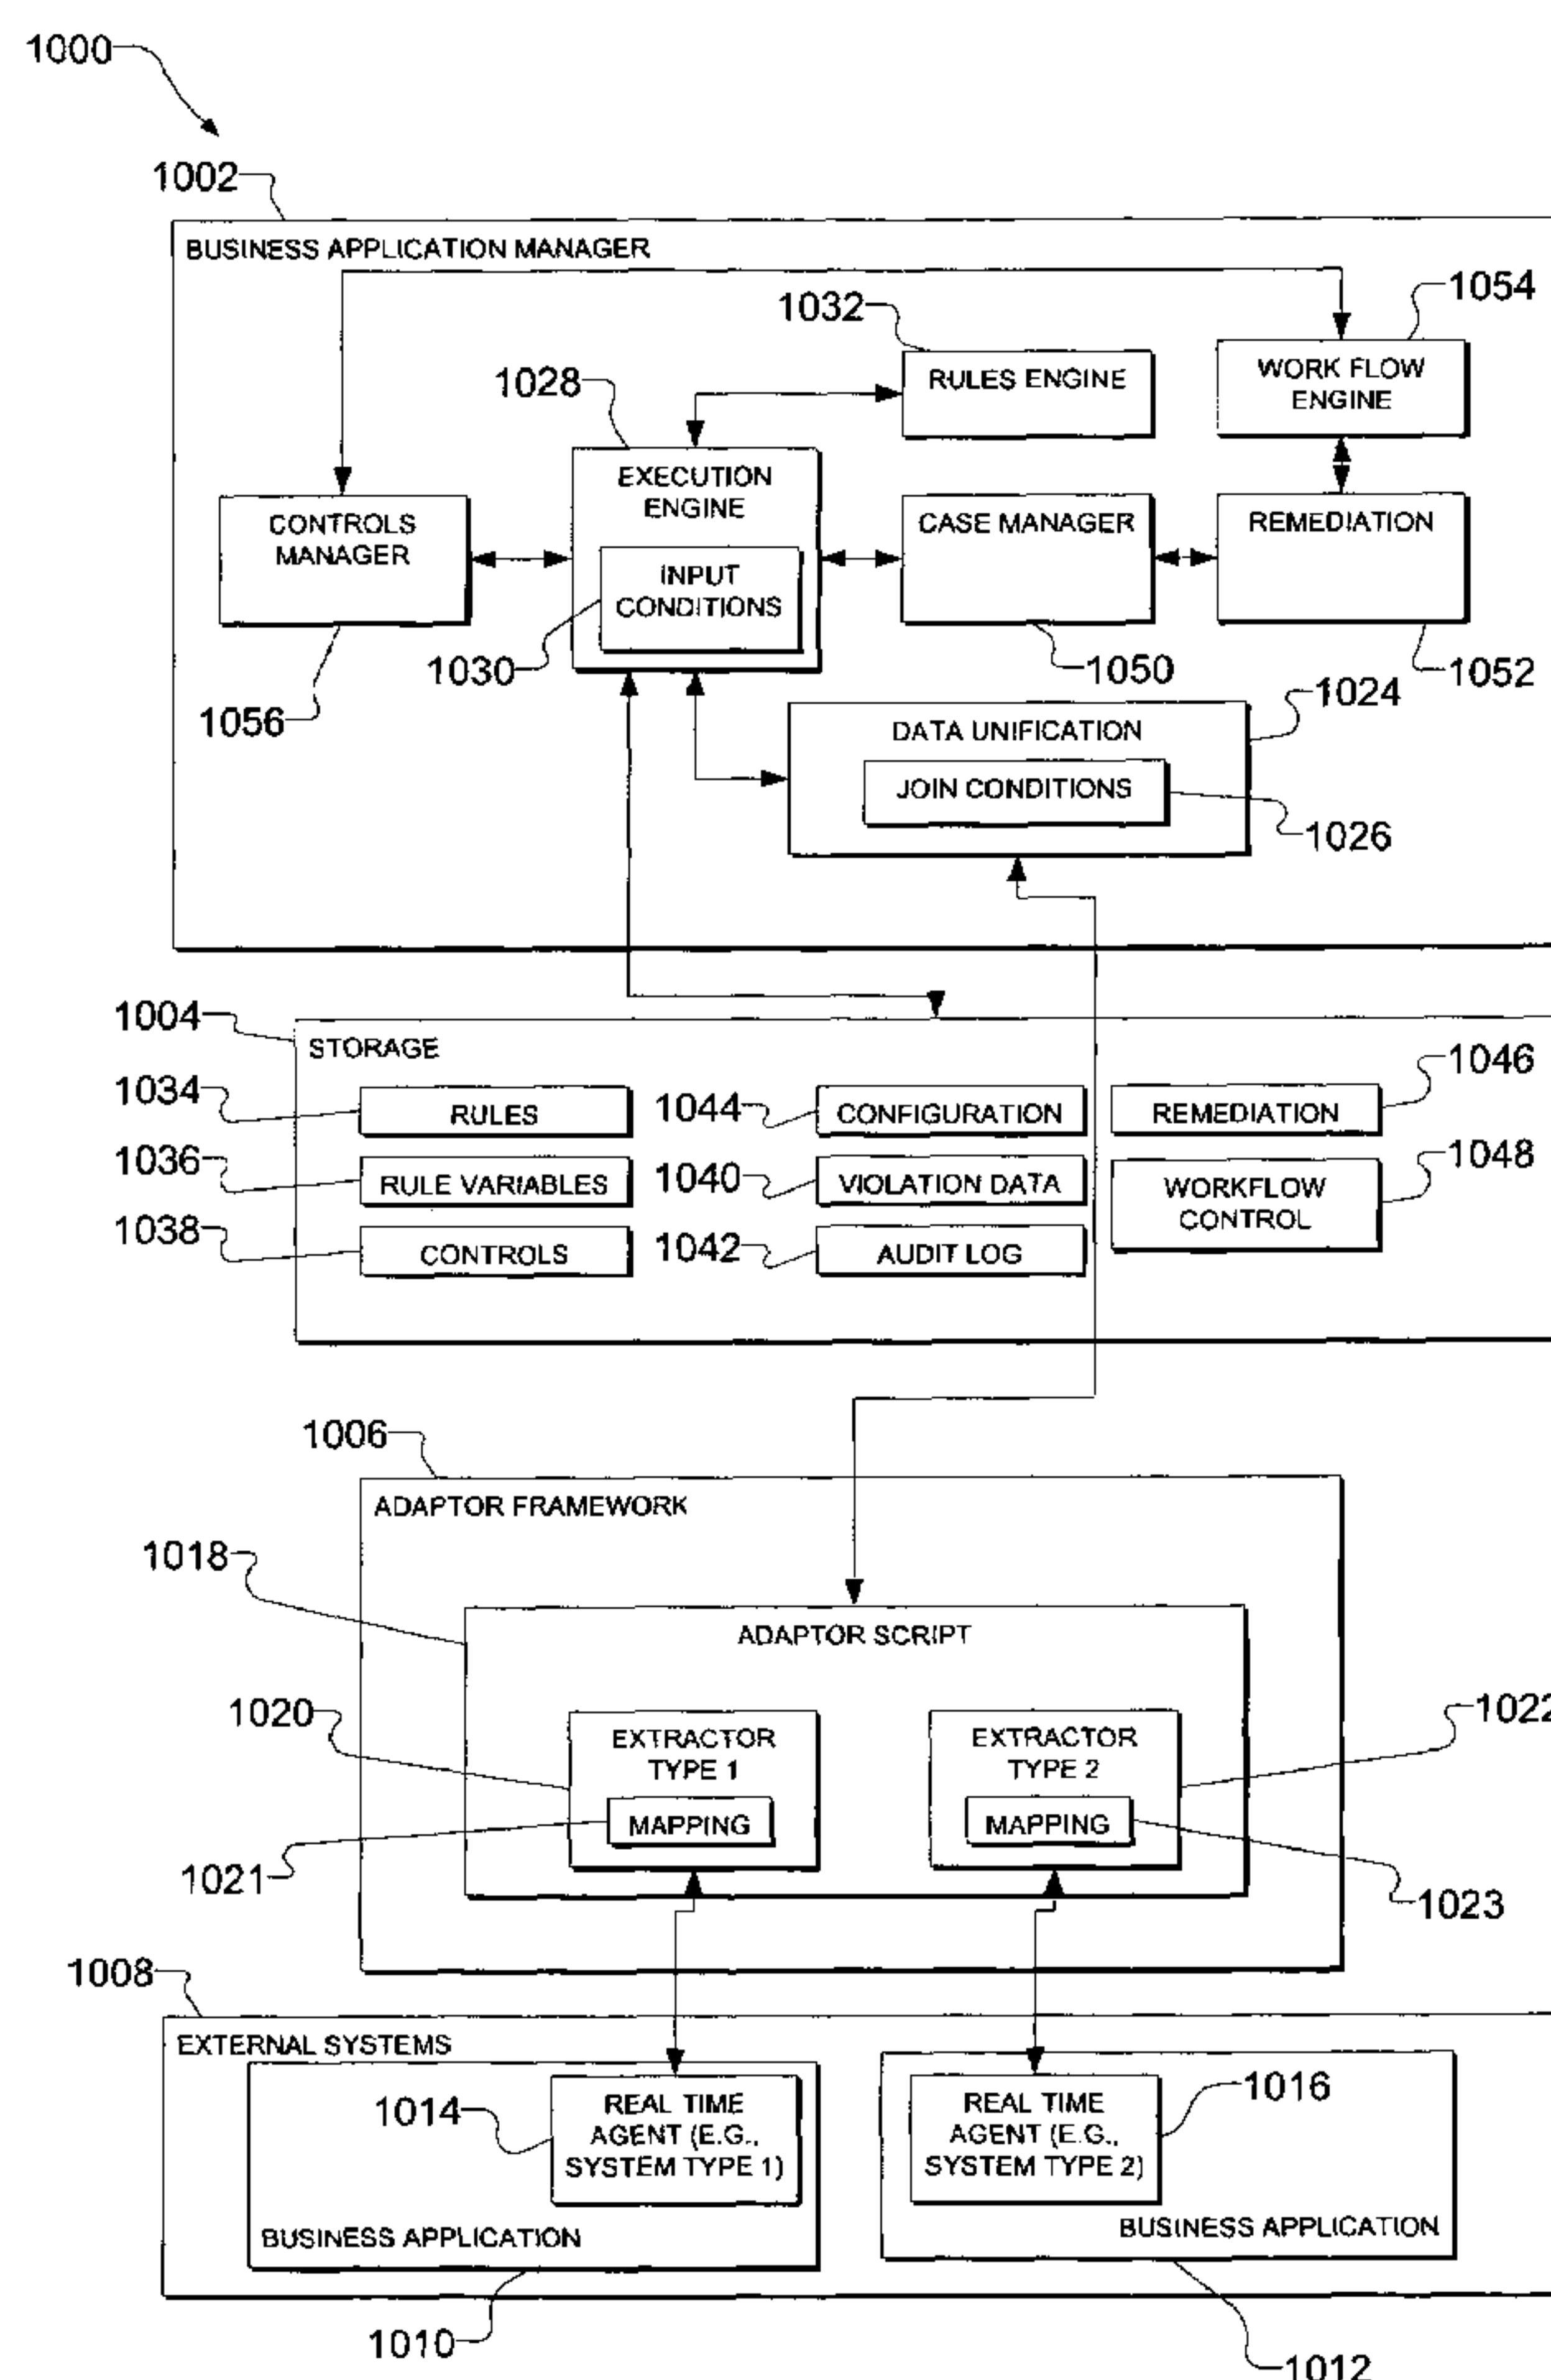 1000
1002
BUSINESS APPLICATION MANAGER
1054
1032
RULES ENGINE
WORK FLOW
ENGINE
1028
EXECUTION
ENGINE
CONTROLS
MANAGER
CASE MANAGER
REMEDIATION
INPUT
CONDITIONS
1030
1050
1052
1056
1024
DATA UNIFICATION
JOIN CONDITIONS
1026
1004
STORAGE
1034
RULES
1044
CONFIGURATION
REMEDIATION
1046
1036
RULE VARIABLES
1040
VIOLATION DATA
WORKFLOW
CONTROL
1048
1038
CONTROLS
1042
AUDIT LOG
1006
ADAPTOR FRAMEWORK
1018
ADAPTOR SCRIPT
1020
EXTRACTOR
TYPE 1
MAPPING
1021
EXTRACTOR
TYPE 2
MAPPING
1022
1023
1008
EXTERNAL SYSTEMS
1014
REAL TIME
AGENT (E.G.,
SYSTEM TYPE 1)
BUSINESS APPLICATION
1010
REAL TIME
AGENT (E.G.,
SYSTEM TYPE 2)
1016
BUSINESS APPLICATION
1012